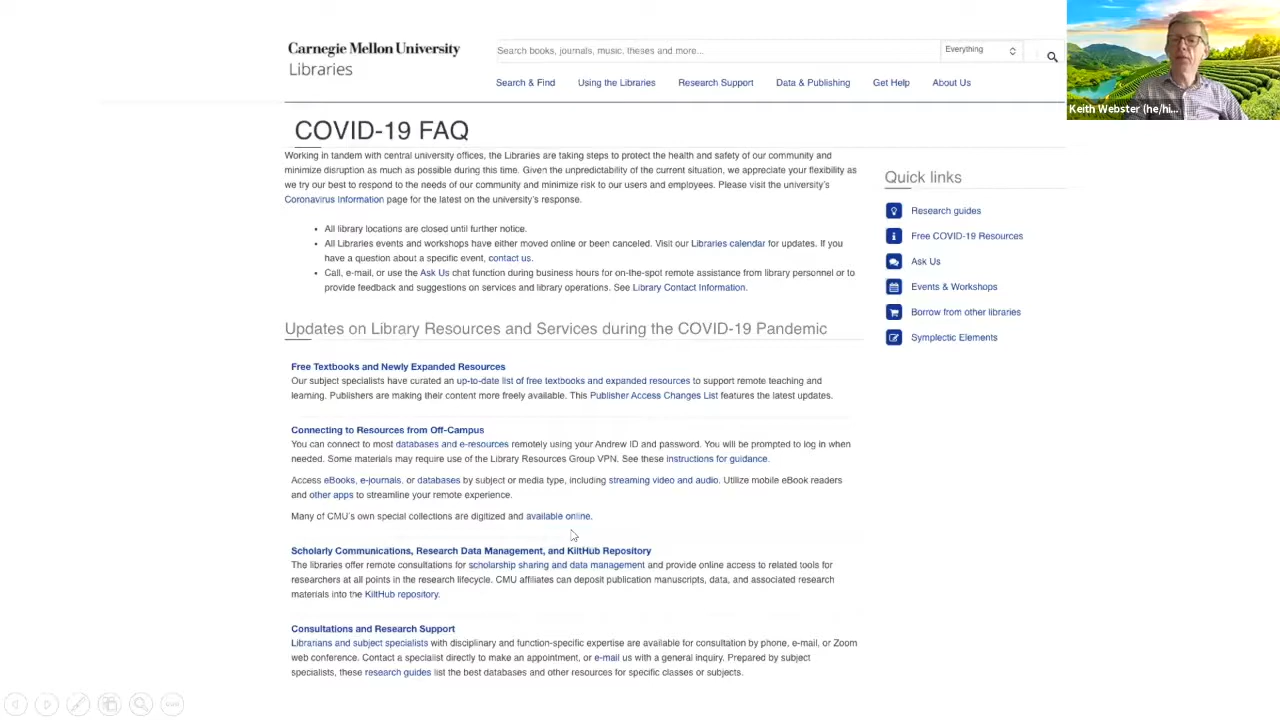 Carnegie Mellon University
Libraries
Search books, journals, music, theses and more...
Everything
Search & Find
Using the Libraries
Research Support
Data & Publishing
Get Help
About Us
Keith Webster (he/hi...
COVID-19 FAQ
Working in tandem with central university offices, the Libraries are taking steps to protect the health and safety of our community and
minimize disruption as much as possible during this time. Given the unpredictability of the current situation, we appreciate your flexibility as
we try our best to respond to the needs of our community and minimize risk to our users and employees. Please visit the university's
Coronavirus Information page for the latest on the university's response.
• All library locations are closed until further notice.
• All Libraries events and workshops have either moved online or been canceled. Visit our Libraries calendar for updates. If you
have a question about a specific event, contact us.
• Call, e-mail, or use the Ask Us chat function during business hours for on-the-spot remote assistance from library personnel or to
provide feedback and suggestions on services and library operations. See Library Contact Information.
Quick links
Research guides
Free COVID-19 Resources
Ask Us
Events & Workshops
Borrow from other libraries
Symplectic Elements
Updates on Library Resources and Services during the COVID-19 Pandemic
Free Textbooks and Newly Expanded Resources
Our subject specialists have curated an up-to-date list of free textbooks and expanded resources to support remote teaching and
learning. Publishers are making their content more freely available. This Publisher Access Changes List features the latest updates.
Connecting to Resources from Off-Campus
You can connect to most databases and e-resources remotely using your Andrew ID and password. You will be prompted to log in when
needed. Some materials may require use of the Library Resources Group VPN. See these instructions for guidance.
Access eBooks, e-journals, or databases by subject or media type, including streaming video and audio. Utilize mobile eBook readers
and other apps to streamline your remote experience.
Many of CMU's own special collections are digitized and available online.
Scholarly Communications, Research Data Management, and KiltHub Repository
The libraries offer remote consultations for scholarship sharing and data management and provide online access to related tools for
researchers at all points in the research lifecycle. CMU affiliates can deposit publication manuscripts, data, and associated research
materials into the KiltHub repository.
Consultations and Research Support
Librarians and subject specialists with disciplinary and function-specific expertise are available for consultation by phone, e-mail, or Zoom
web conference. Contact a specialist directly to make an appointment, or e-mail us with a general inquiry. Prepared by subject
specialists, these research guides list the best databases and other resources for specific classes or subjects.